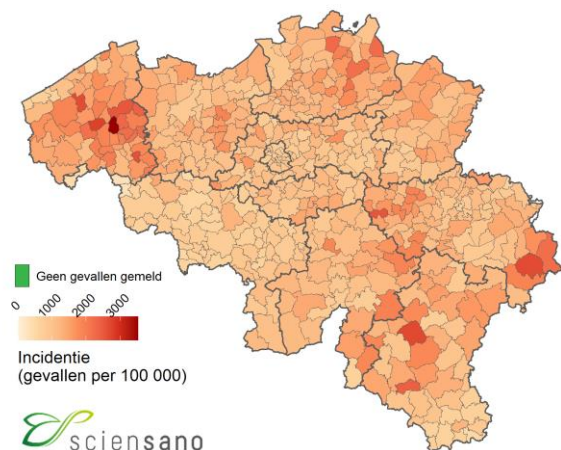 Geen gevallen gemeld
0 1000 2000 3000
Incidentie
(gevallen per 100 000)
sciensano